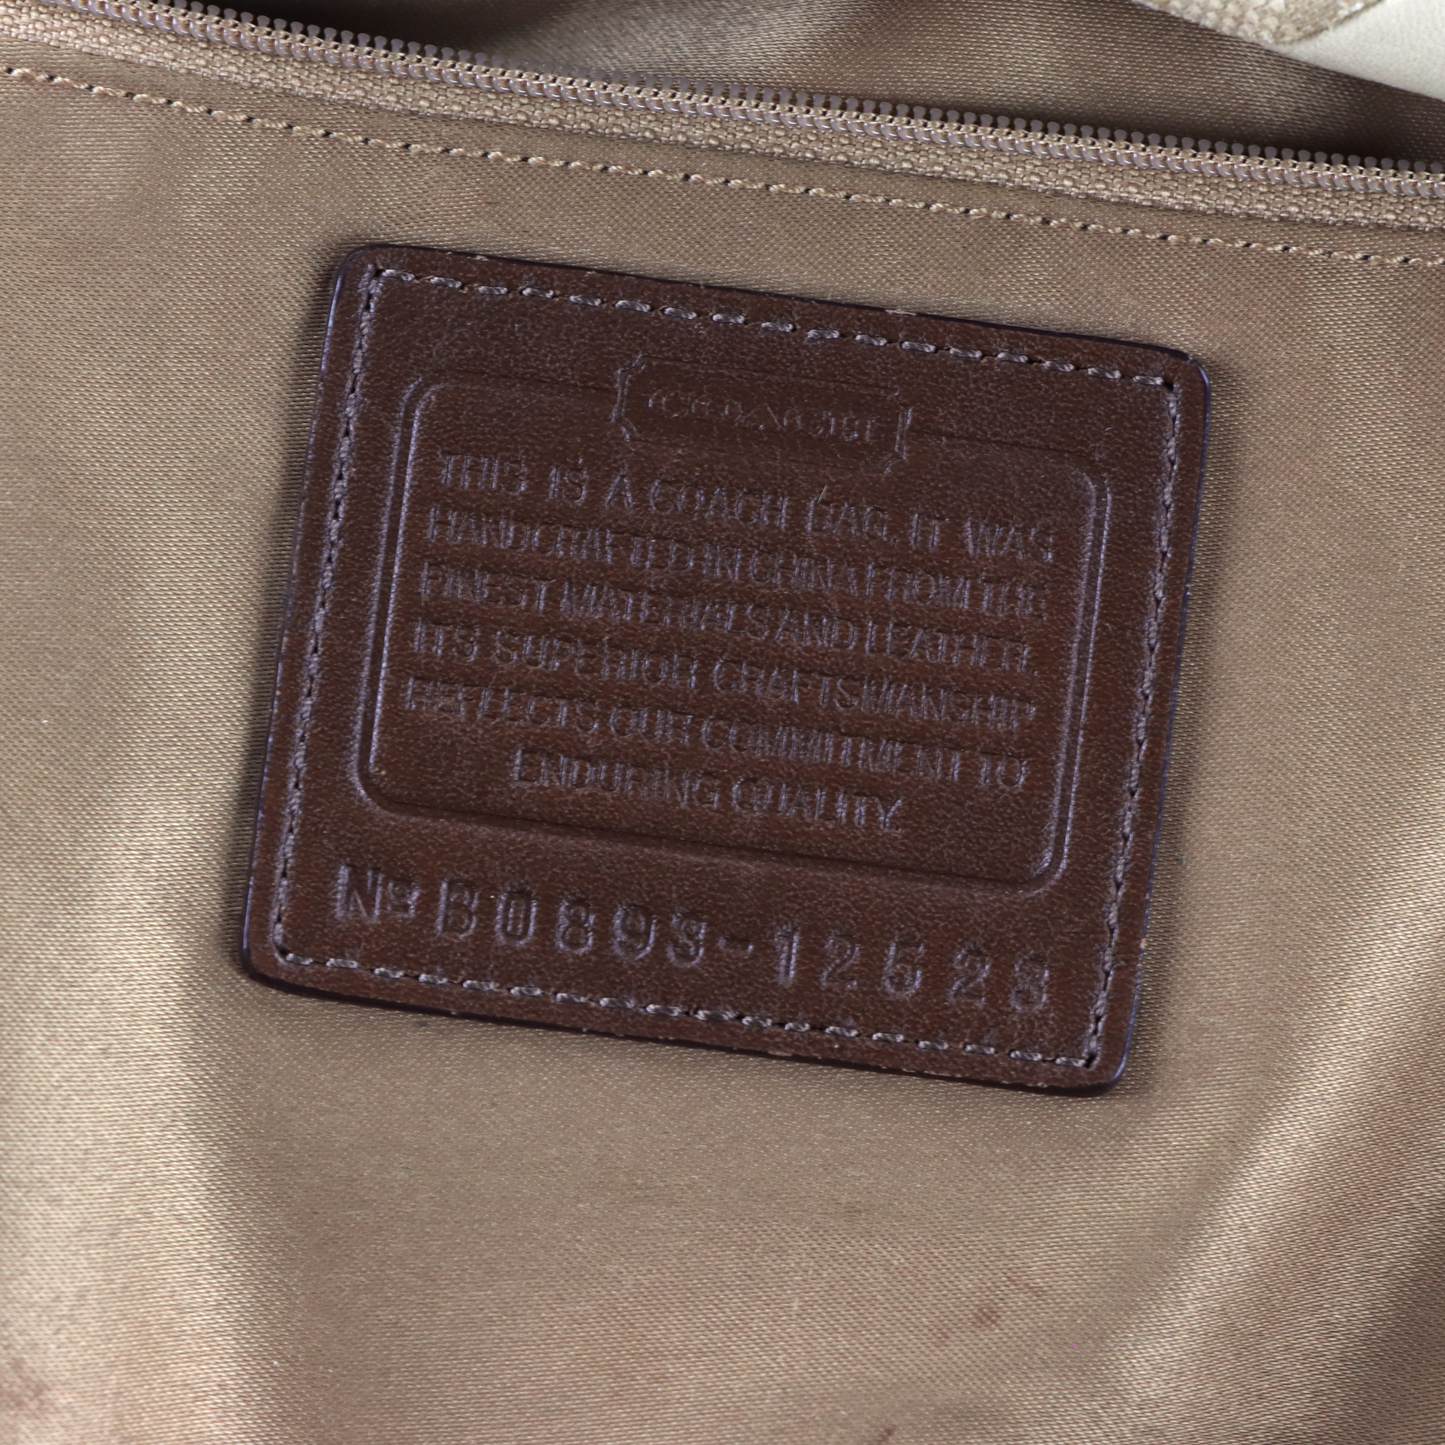 THIS IS A COACH BAG. IT WAS
HANDCRAFTED IN CHINA FROM THE
FINEST MATERIALS AND LEATHER.
ITS SUPERIOR CRAFTSMANSHIP
REFLECTS OUR COMMITMENT TO
ENDURING QUALITY.
Nº B0893-12523